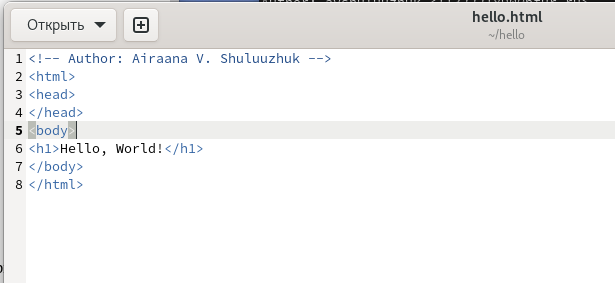 Открыть
hello.html
~/hello
1 <!-- Author: Airaana V. Shuluuzhuk -->
2 <html>
3 <head>
4 </head>
5 <body>
6 <h1>Hello, World!</h1>
7 </body>
8 </html>